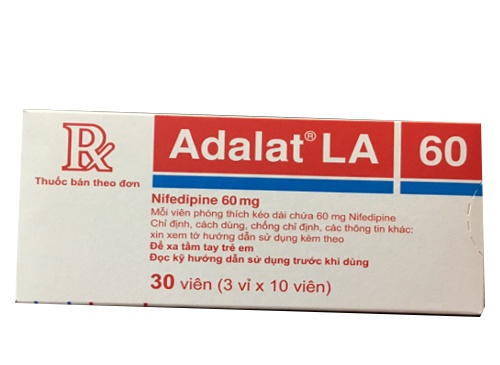 Rx
Thuốc bán theo đơn
Adalat® LA 60
Nifedipine 60 mg
Mỗi viên phóng thích kéo dài chứa 60 mg Nifedipine
Chỉ định, cách dùng, chống chỉ định, các thông tin khác:
xin xem tờ hướng dẫn sử dụng kèm theo
Để xa tầm tay trẻ em
Đọc kỹ hướng dẫn sử dụng trước khi dùng
30 viên (3 vỉ x 10 viên)